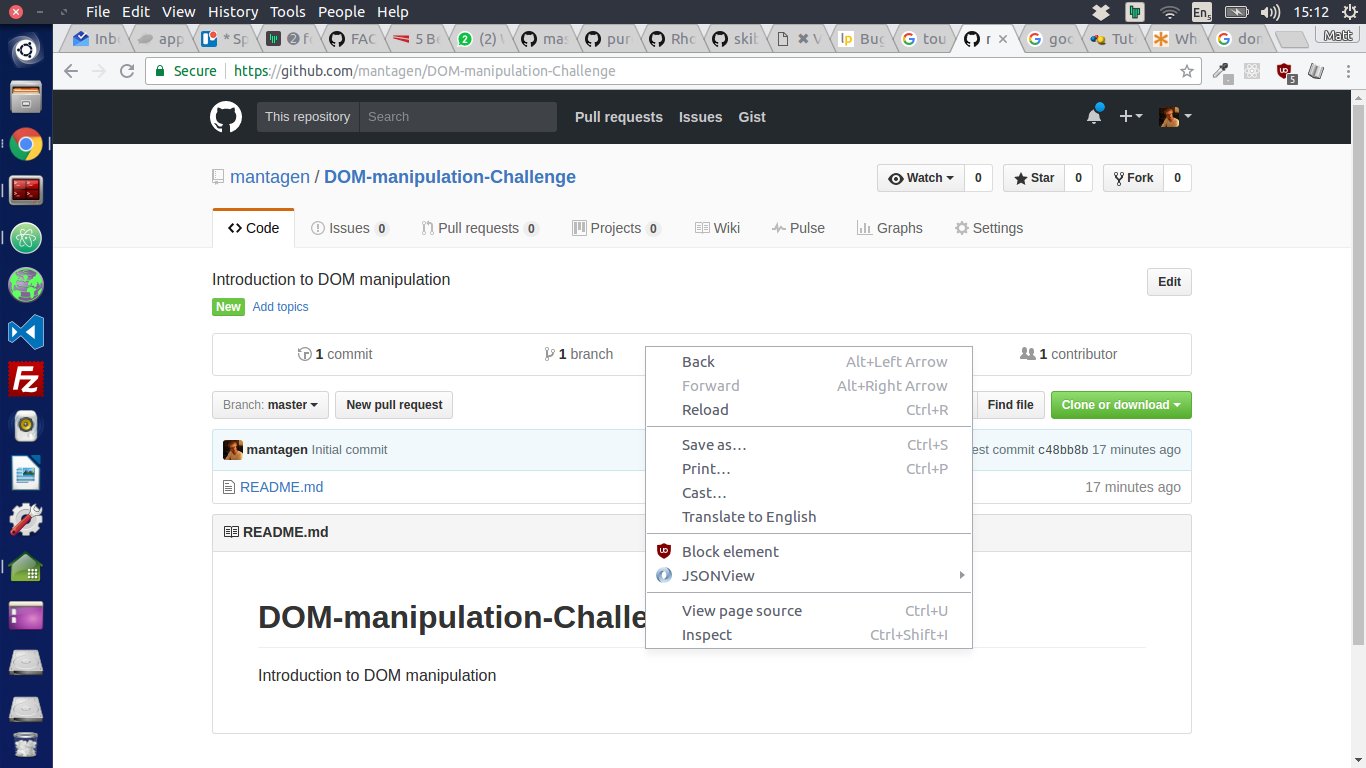 File Edit View History Tools People Help
En 15:12
Inb app * Sp 2 f FAC 5 Be (2) mas pur Rho skil V Bug tou r goo Tuto Wh dor Matt
Secure https://github.com/mantagen/DOM-manipulation-Challenge
5
This repository Search Pull requests Issues Gist
mantagen / DOM-manipulation-Challenge Watch 0 Star 0 Fork 0
Code Issues 0 Pull requests 0 Projects 0 Wiki Pulse Graphs Settings
Introduction to DOM manipulation Edit
New Add topics
1 commit 1 branch 1 contributor
Branch: master New pull request Find file Clone or download
mantagen Initial commit est commit c48bb8b 17 minutes ago
README.md 17 minutes ago
README.md
DOM-manipulation-Challe
Introduction to DOM manipulation
Back Alt+Left Arrow
Forward Alt+Right Arrow
Reload Ctrl+R
Save as... Ctrl+S
Print... Ctrl+P
Cast...
Translate to English
Block element
JSONView
View page source Ctrl+U
Inspect Ctrl+Shift+I